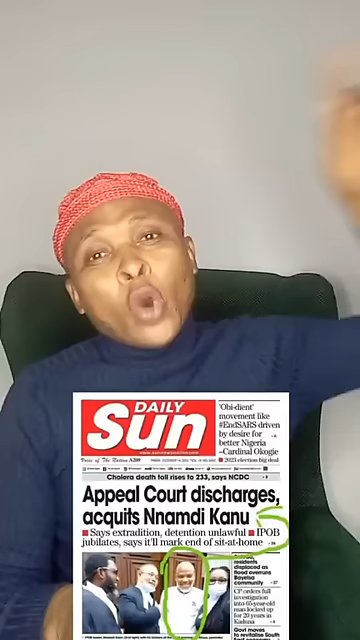 DAILY
Sun
Voice of The Nation
www.sunnewsonline.com
'Obi-dient'
movement like
#EndSARS driven
by desire for
better Nigeria
–Cardinal Okogie
2023 election big deal
Cholera death toll rises to 233, says NCDC
Appeal Court discharges,
acquits Nnamdi Kanu
Says extradition, detention unlawful IPOB
jubilates, says it'll mark end of sit-at-home
residents
displaced as
flood overruns
Bayelsa
community
CP orders full
investigation
into 65-year-old
man locked up
for 20 years in
Kaduna
Govt moves
to revitalise South